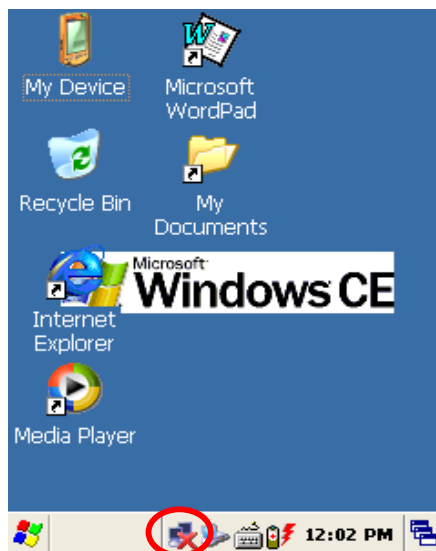 My Device
Microsoft
WordPad
Recycle Bin
My
Documents
Microsoft
Windows CE
Internet
Explorer
Media Player
12:02 PM